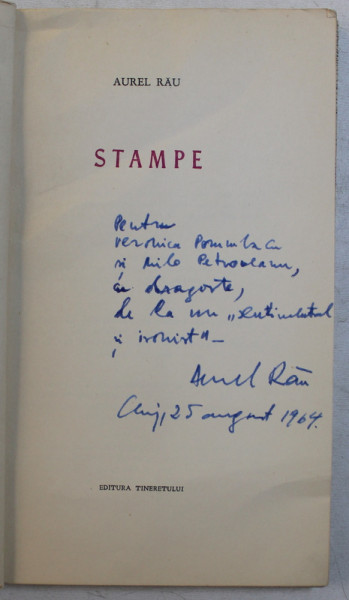 AUREL RĂU
STAMPE
Pentru
Veronica Porumbacu
și Mile Petroveanu,
cu dragoste,
de la un „sentimental
și ironist" –
Aurel Rău
Cluj, 25 august 1964.
EDITURA TINERETULUI